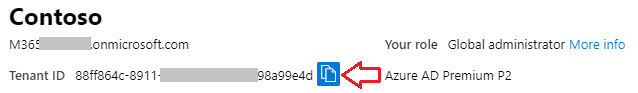 Contoso
M365 .onmicrosoft.com
Your role Global administrator More info
Tenant ID 88ff864c-8911- 98a99e4d
Azure AD Premium P2